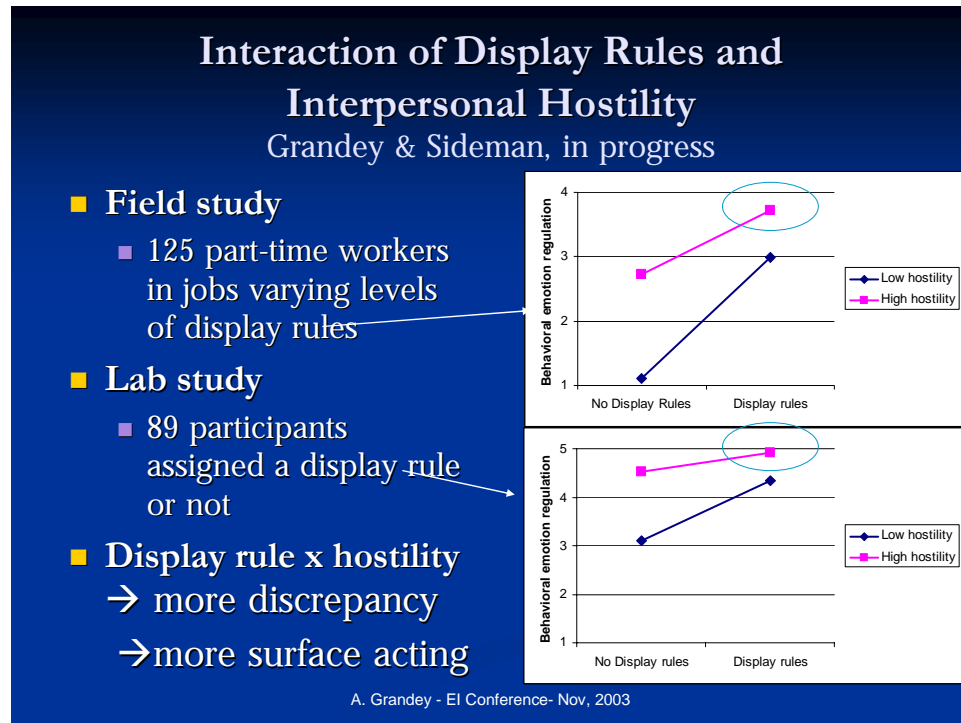 Interaction of Display Rules and
Interpersonal Hostility
Grandey & Sideman, in progress
Field study
125 part-time workers
in jobs varying levels
of display rules
Lab study
89 participants
assigned a display rule
or not
Display rule x hostility
→ more discrepancy
→more surface acting
Behavioral emotion regulation
4
3
2
1
No Display Rules Display rules
Low hostility
High hostility
Behavioral emotion regulation
5
4
3
2
1
No Display rules Display rules
Low hostility
High hostility
A. Grandey - EI Conference- Nov, 2003